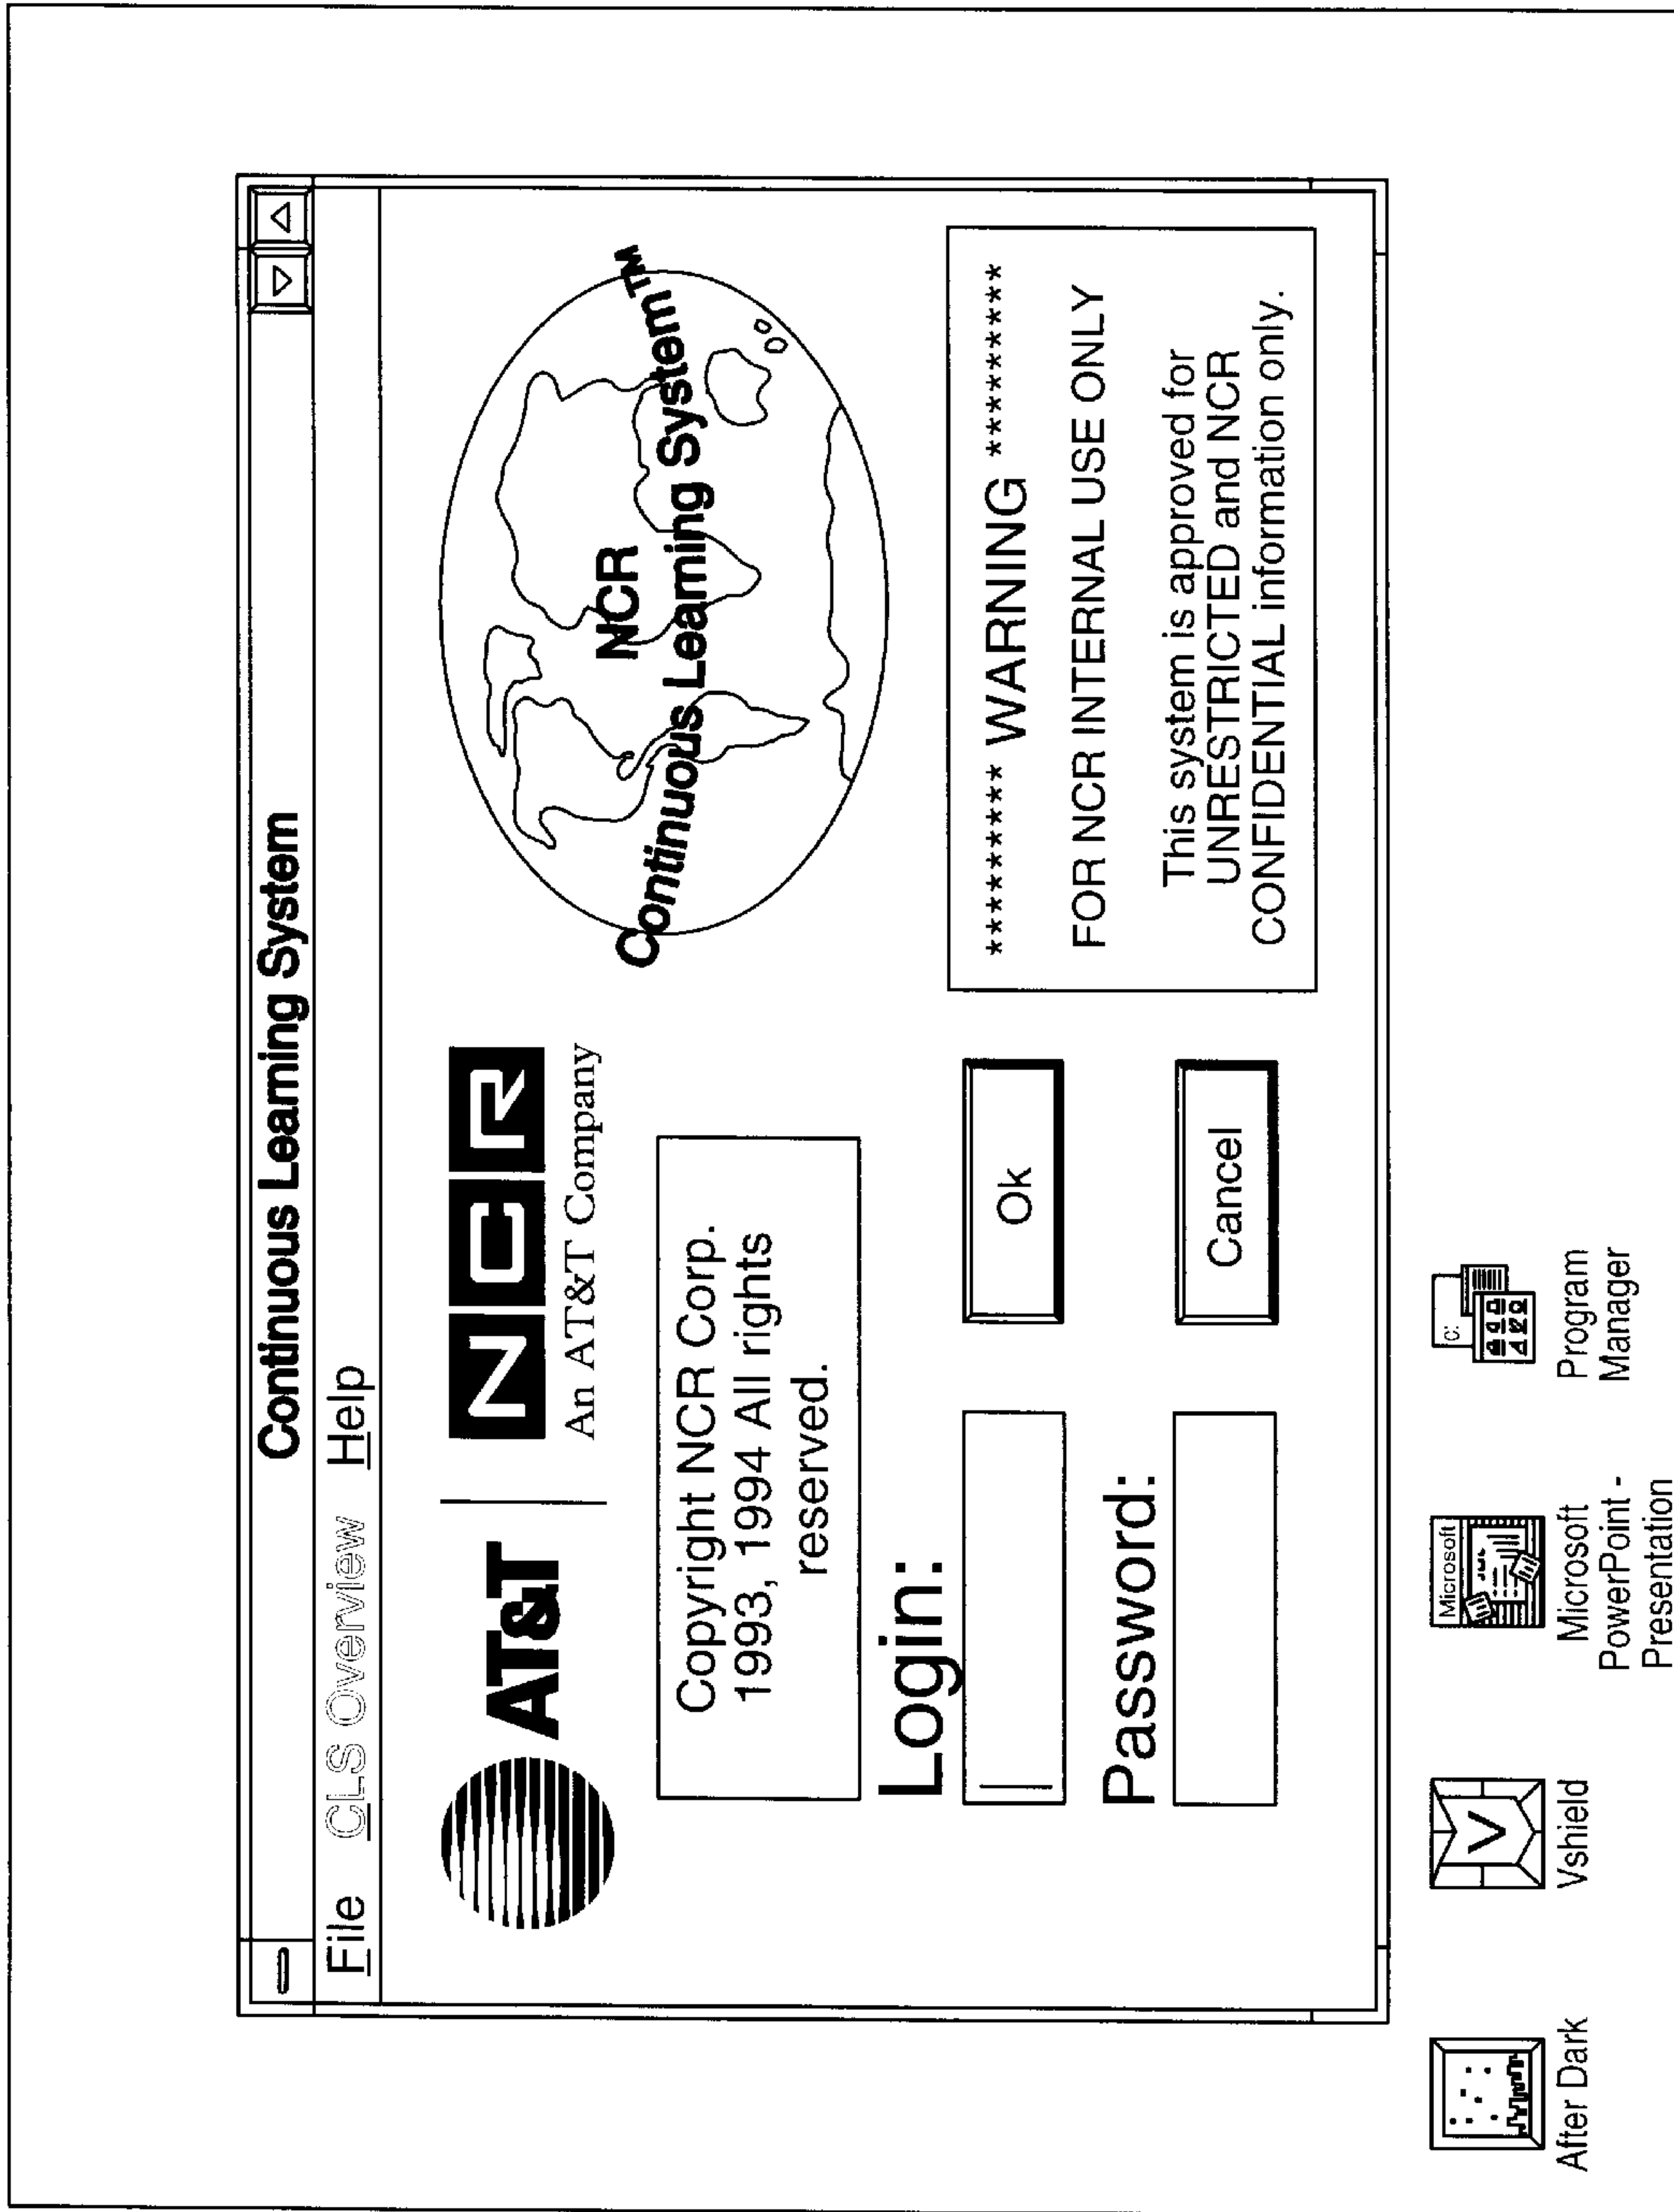 Continuous Learning System
File CLS Overview Help
AT&T
NCR
An AT&T Company
Copyright NCR Corp.
1993, 1994 All rights
reserved.
NCR
Continuous Learning System™
Login:
Ok
Password:
Cancel
********* WARNING *********
FOR NCR INTERNAL USE ONLY
This system is approved for
UNRESTRICTED and NCR
CONFIDENTIAL information only.
After Dark
V
Vshield
Microsoft
Microsoft
PowerPoint -
Presentation
c:
Program
Manager